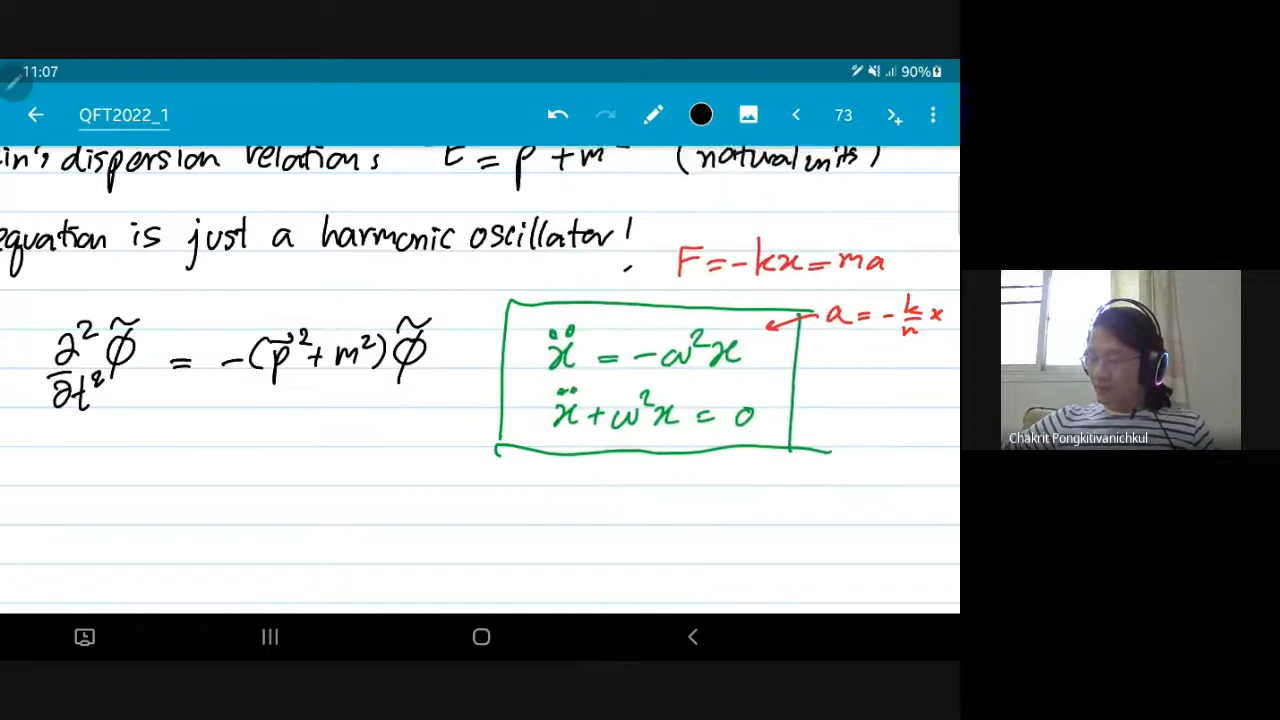 11:07
90%
QFT2022_1
73
in's dispersion relation: E = p + m (natural units)
equation is just a harmonic oscillator!
F = -kx = ma
a = -k/m x
∂²/∂t² φ̃ = -(p⃗² + m²) φ̃
ẍ = -ω²x
ẍ + ω²x = 0
Chakrit Pongkitivanichkul